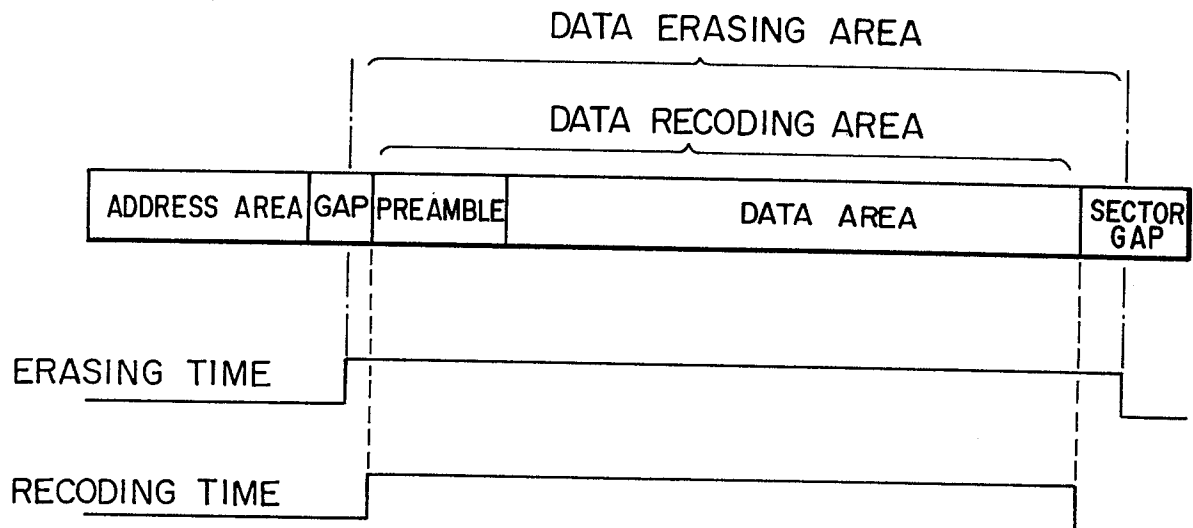 DATA ERASING AREA
DATA RECODING AREA
ADDRESS AREA GAP PREAMBLE DATA AREA SECTOR GAP
ERASING TIME
RECODING TIME